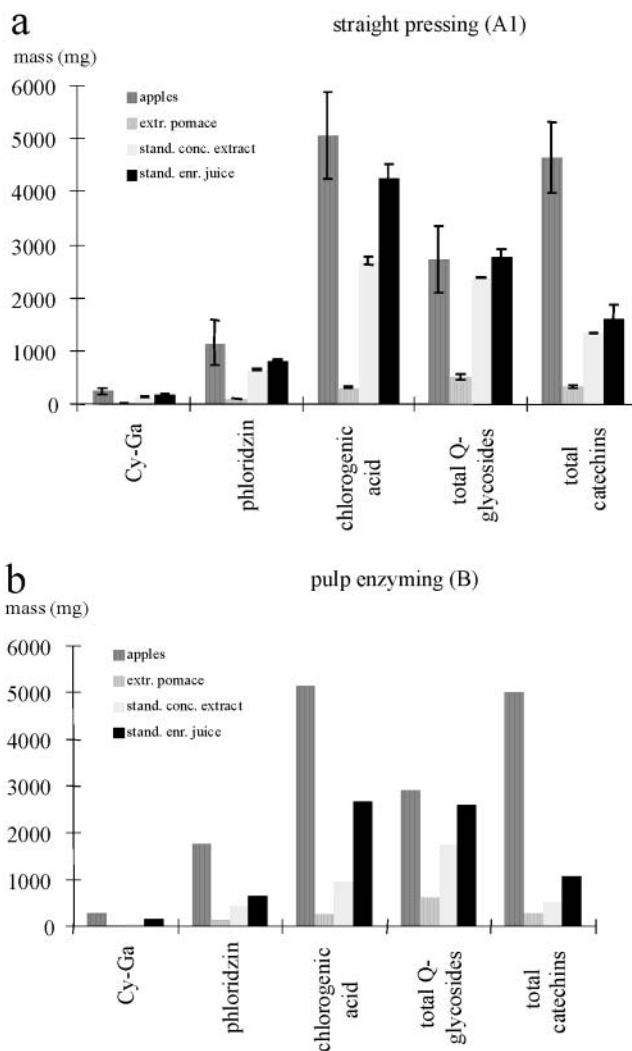 a
straight pressing (A1)
mass (mg)
6000
5000
4000
3000
2000
1000
0
apples
extr. pomace
stand. conc. extract
stand. enr. juice
Cy-Ga
phloridzin
chlorogenic
acid
total Q-
glycosides
total
catechins
b
pulp enzyming (B)
mass (mg)
6000
5000
4000
3000
2000
1000
0
apples
extr. pomace
stand. conc. extract
stand. enr. juice
Cy-Ga
phloridzin
chlorogenic
acid
total Q-
glycosides
total
catechins